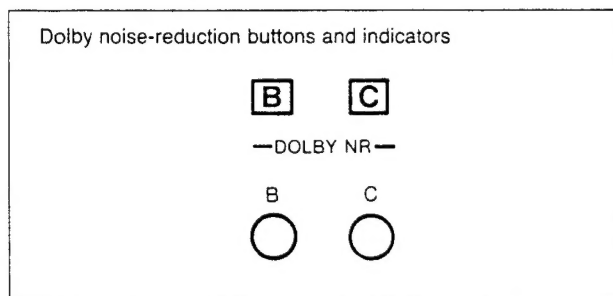 Dolby noise-reduction buttons and indicators
B C
—DOLBY NR—
B C